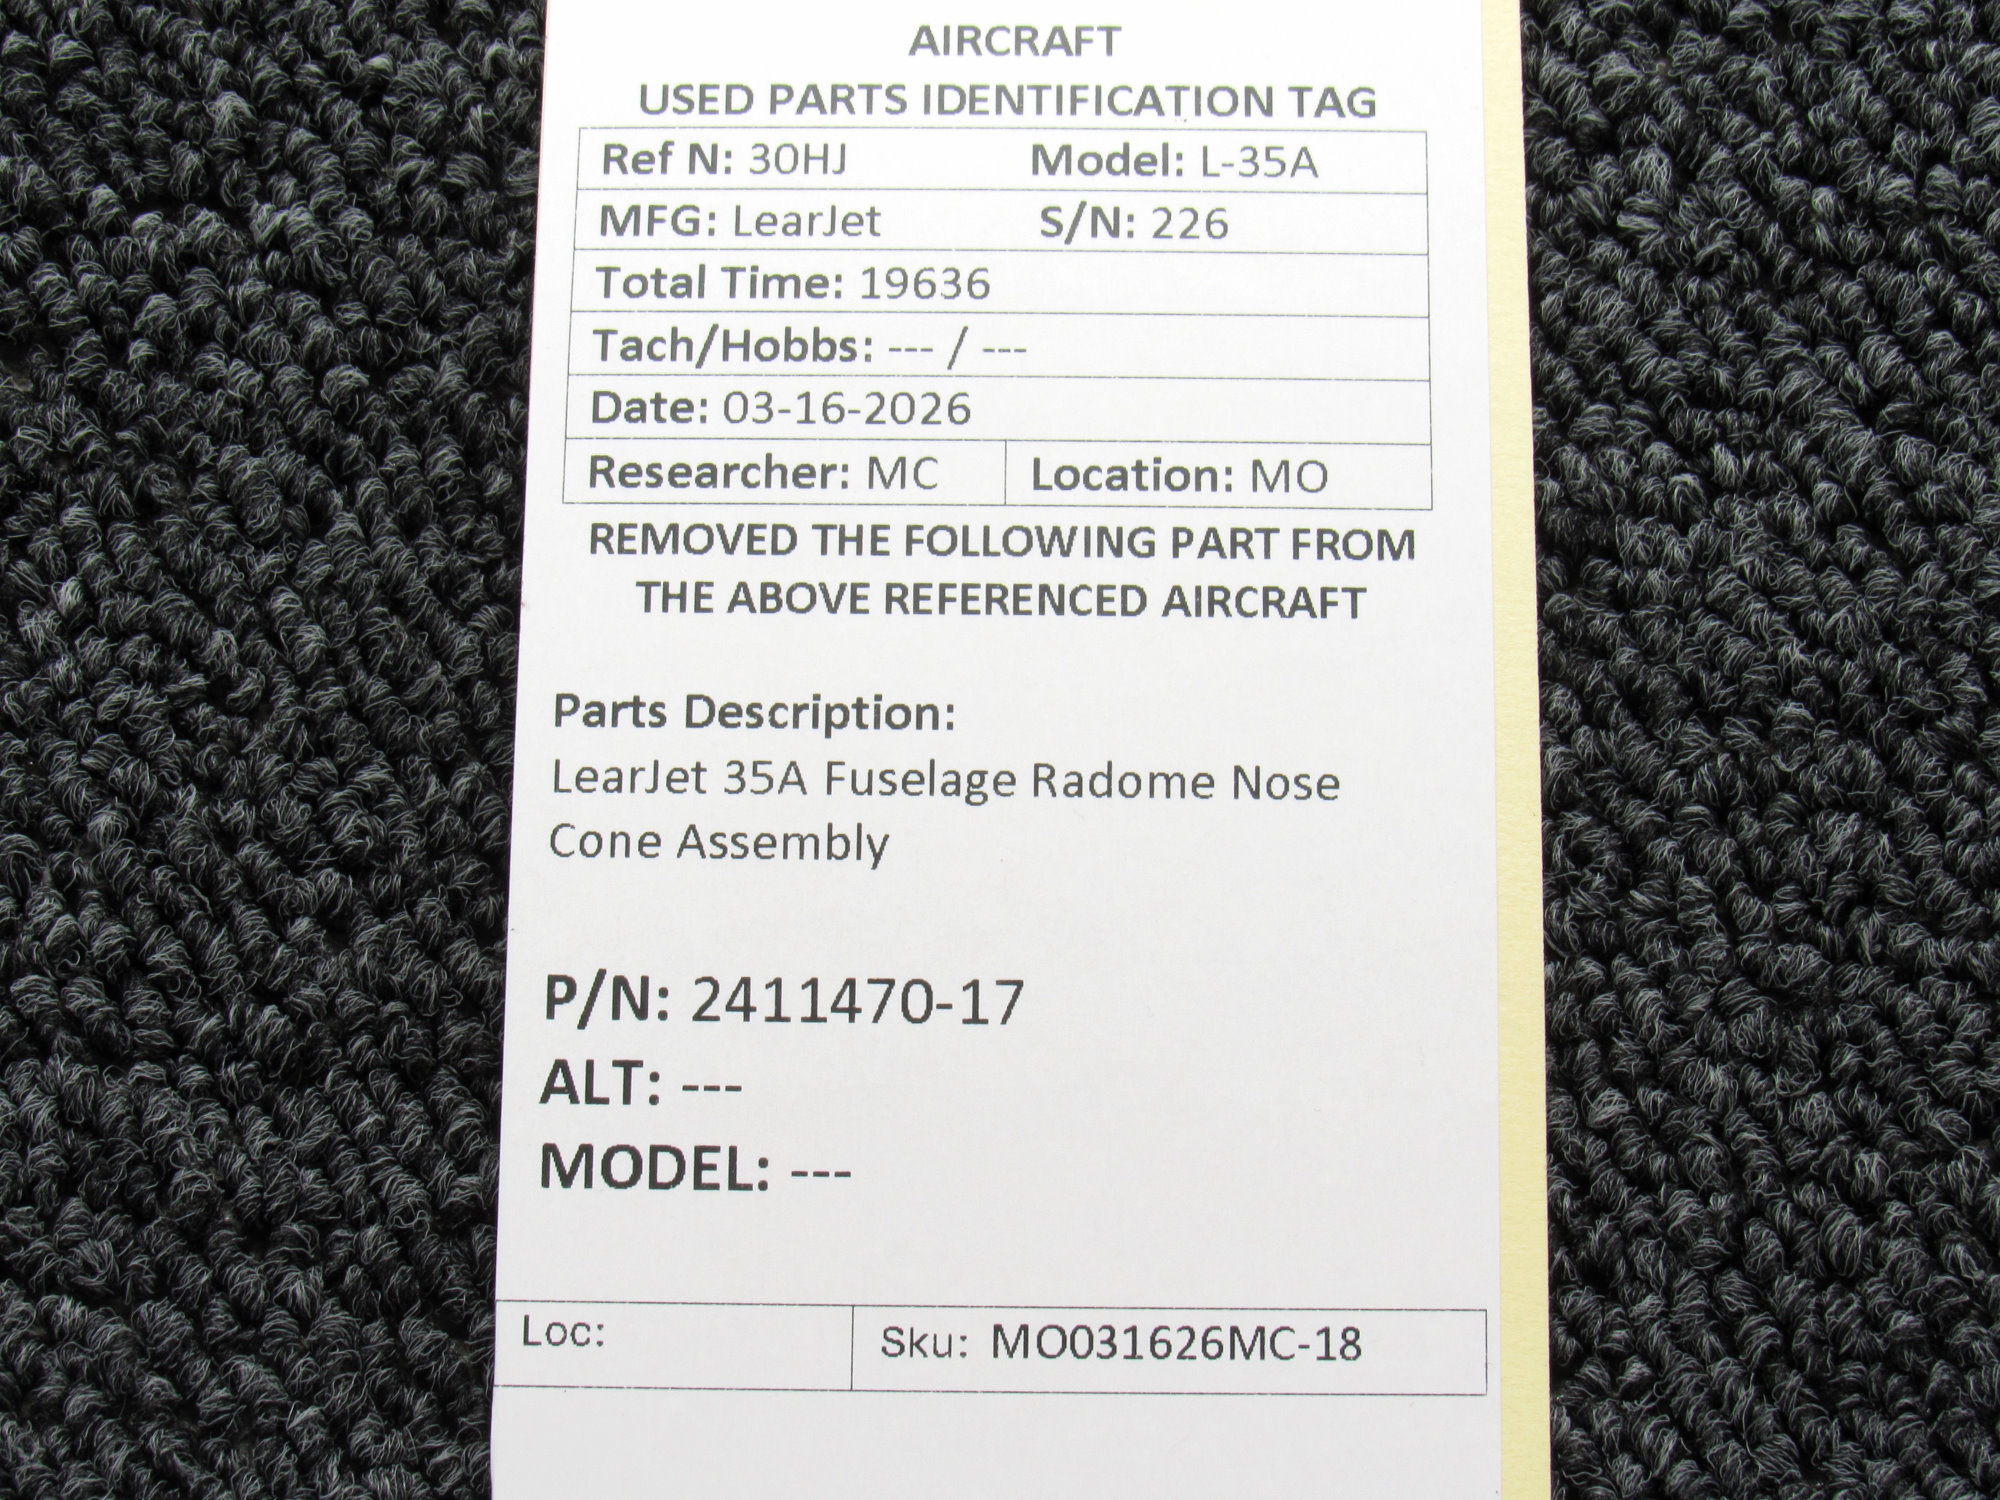 AIRCRAFT
USED PARTS IDENTIFICATION TAG
Ref N: 30HJ Model: L-35A
MFG: LearJet S/N: 226
Total Time: 19636
Tach/Hobbs: --- / ---
Date: 03-16-2026
Researcher: MC Location: MO
REMOVED THE FOLLOWING PART FROM
THE ABOVE REFERENCED AIRCRAFT
Parts Description:
LearJet 35A Fuselage Radome Nose
Cone Assembly
P/N: 2411470-17
ALT: ---
MODEL: ---
Loc: Sku: MO031626MC-18